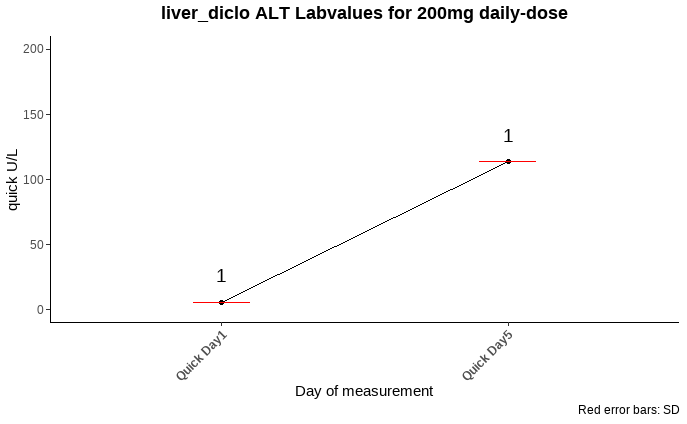 liver_diclo ALT Labvalues for 200mg daily-dose
quick U/L
200
150
100
50
0
1
1
Quick Day1
Quick Day5
Day of measurement
Red error bars: SD